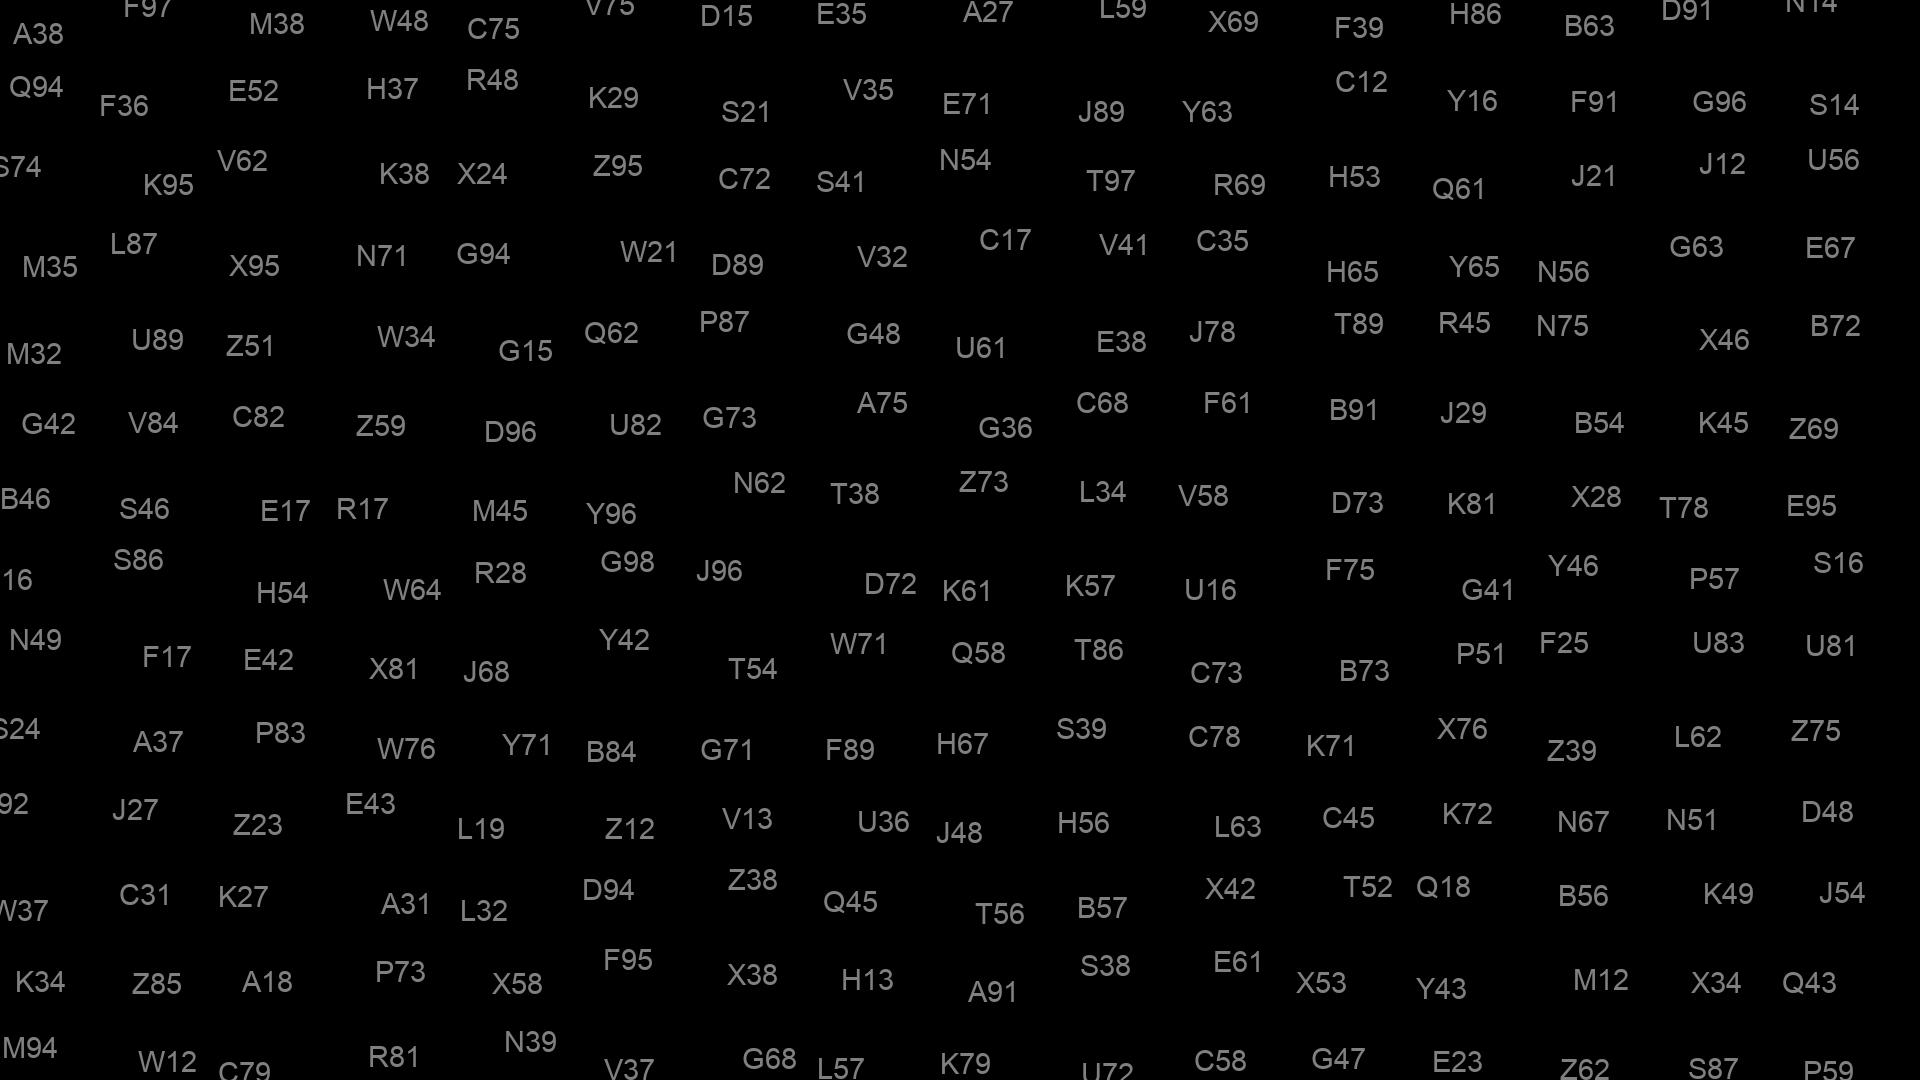 A38 F97 M38 W48 C75 V75 D15 E35 A27 L59 X69 F39 H86 B63 D91 N14
Q94 F36 E52 H37 R48 K29 S21 V35 E71 J89 Y63 C12 Y16 F91 G96 S14
S74 K95 V62 K38 X24 Z95 C72 S41 N54 T97 R69 H53 Q61 J21 J12 U56
M35 L87 X95 N71 G94 W21 D89 V32 C17 V41 C35 H65 Y65 N56 G63 E67
M32 U89 Z51 W34 G15 Q62 P87 G48 U61 E38 J78 T89 R45 N75 X46 B72
G42 V84 C82 Z59 D96 U82 G73 A75 G36 C68 F61 B91 J29 B54 K45 Z69
B46 S46 E17 R17 M45 Y96 N62 T38 Z73 L34 V58 D73 K81 X28 T78 E95
16 S86 H54 W64 R28 G98 J96 D72 K61 K57 U16 F75 G41 Y46 P57 S16
N49 F17 E42 X81 J68 Y42 T54 W71 Q58 T86 C73 B73 P51 F25 U83 U81
S24 A37 P83 W76 Y71 B84 G71 F89 H67 S39 C78 K71 X76 Z39 L62 Z75
92 J27 Z23 E43 L19 Z12 V13 U36 J48 H56 L63 C45 K72 N67 N51 D48
W37 C31 K27 A31 L32 D94 Z38 Q45 T56 B57 X42 T52 Q18 B56 K49 J54
K34 Z85 A18 P73 X58 F95 X38 H13 A91 S38 E61 X53 Y43 M12 X34 Q43
M94 W12 C79 R81 N39 V37 G68 L57 K79 U72 C58 G47 E23 Z62 S87 P59